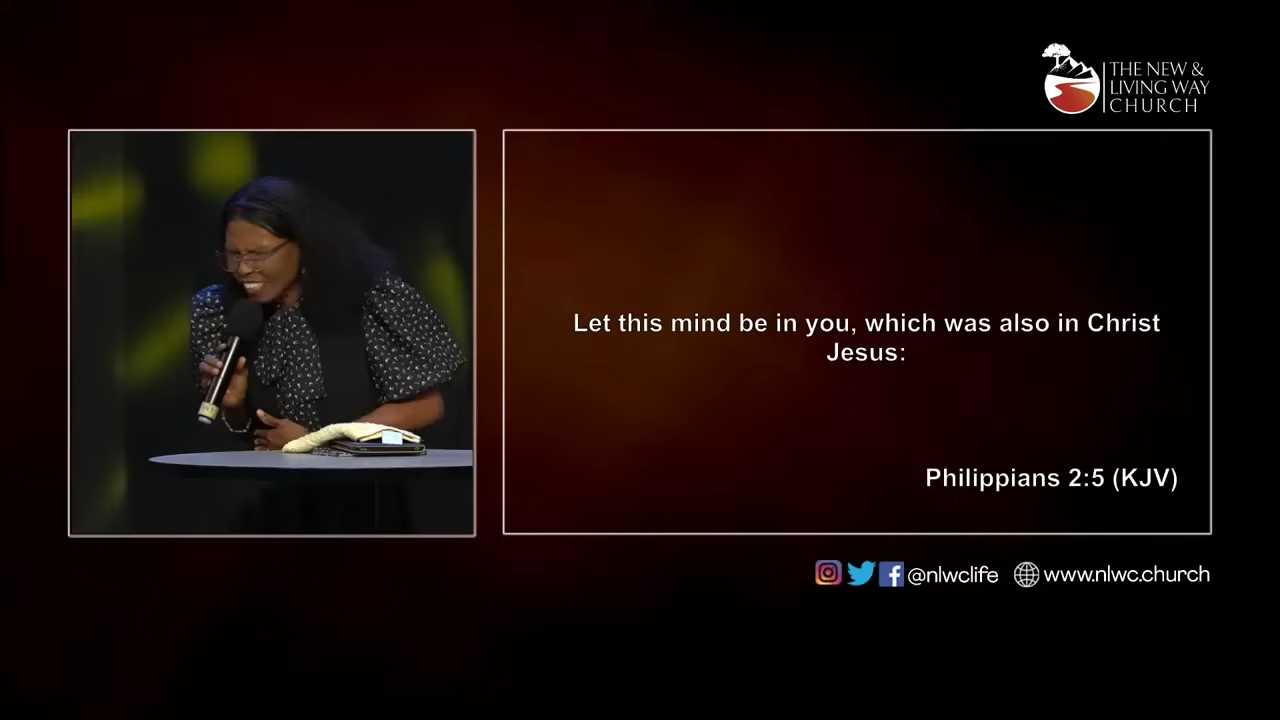 THE NEW &
LIVING WAY
CHURCH
Let this mind be in you, which was also in Christ
Jesus:
Philippians 2:5 (KJV)
@nlwclife www.nlwc.church